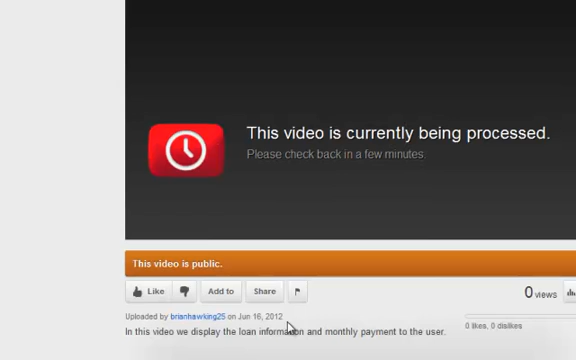 This video is currently being processed.
Please check back in a few minutes.
This video is public.
Like Add to Share
0 views
Uploaded by brianhawking25 on Jun 16, 2012
In this video we display the loan information and monthly payment to the user.
0 likes, 0 dislikes